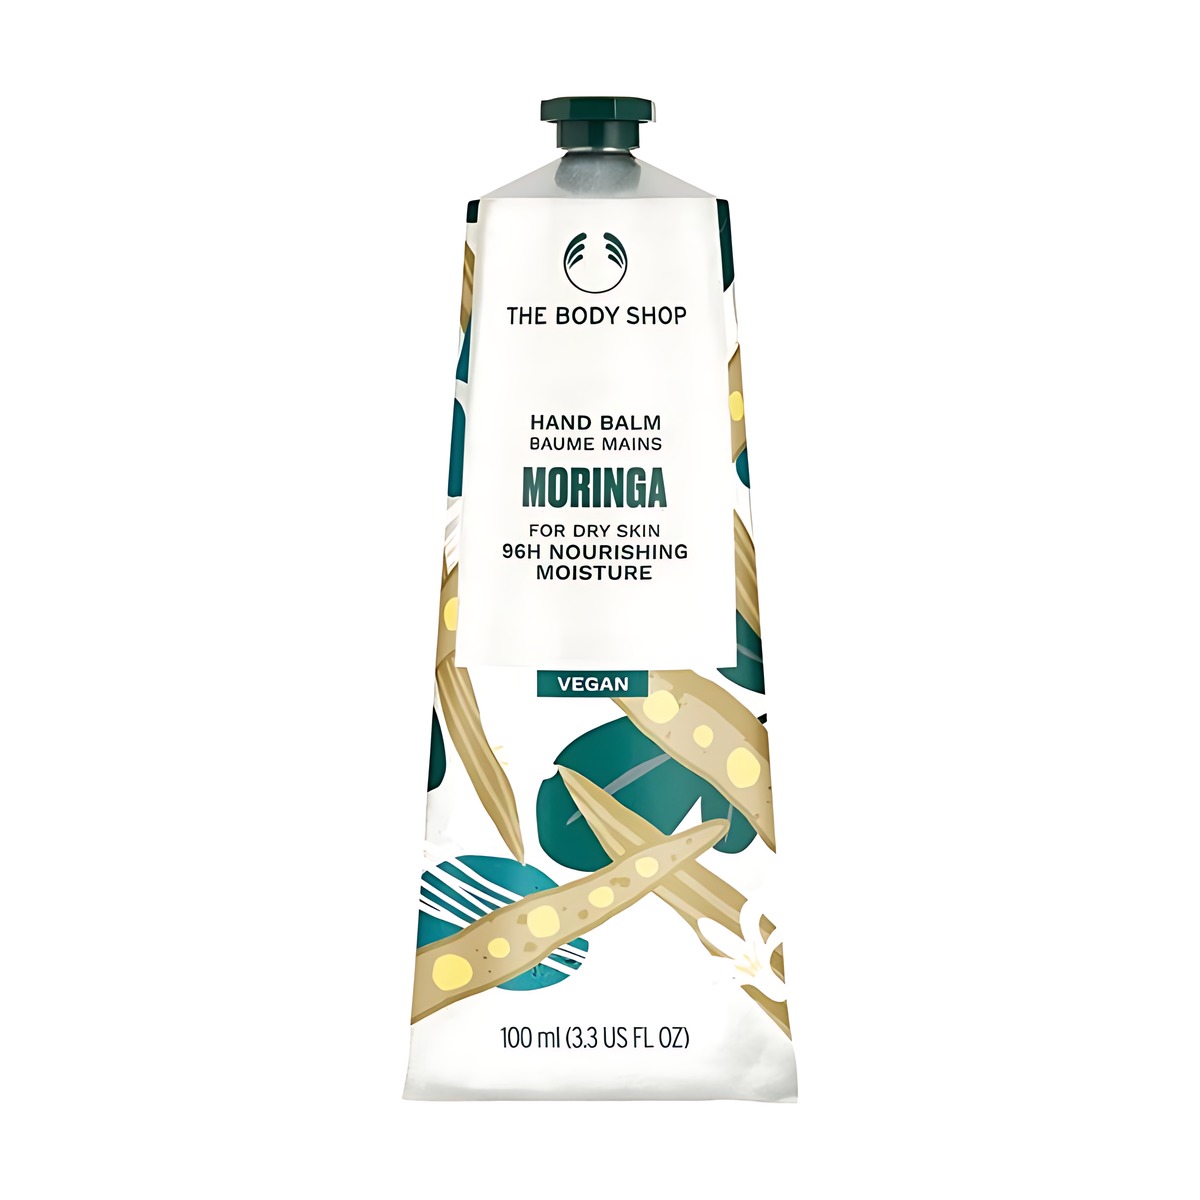 THE BODY SHOP
HAND BALM
BAUME MAINS
MORINGA
FOR DRY SKIN
96H NOURISHING
MOISTURE
VEGAN
100 ml (3.3 US FL OZ)